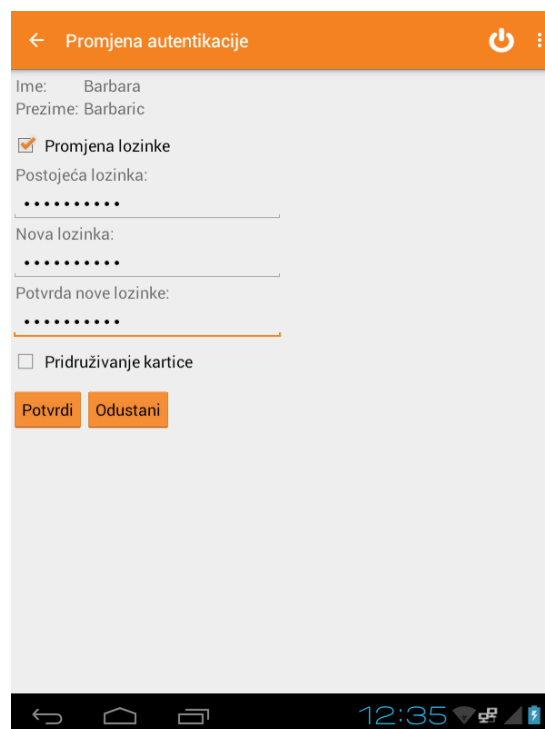 Promjena autentikacije
Ime: Barbara
Prezime: Barbaric
Promjena lozinke
Postojeća lozinka:
••••••••••
Nova lozinka:
••••••••••
Potvrda nove lozinke:
••••••••••
Pridruživanje kartice
Potvrdi Odustani
12:35